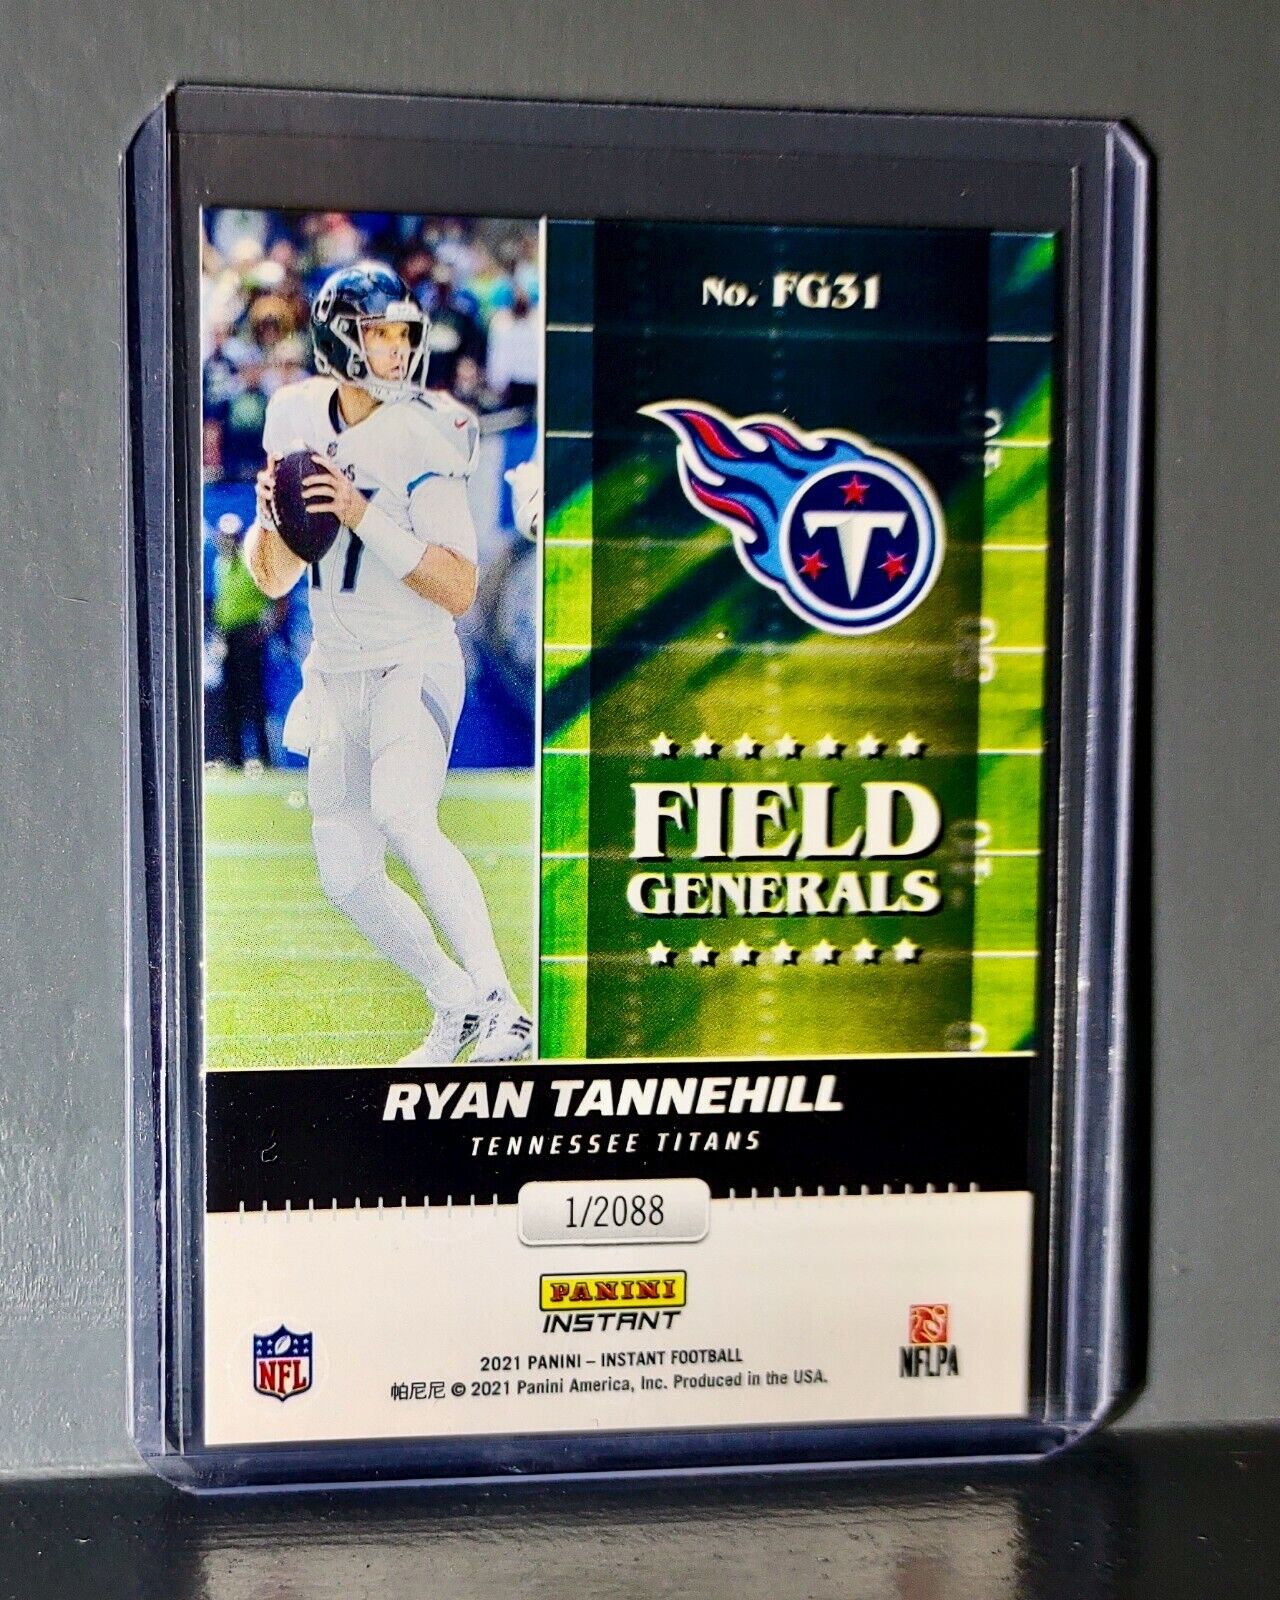 No. FG31
T
FIELD
GENERALS
17
RYAN TANNEHILL
TENNESSEE TITANS
1/2088
PANINI
INSTANT
NFL
NFLPA
2021 PANINI – INSTANT FOOTBALL
帕尼尼 © 2021 Panini America, Inc. Produced in the USA.